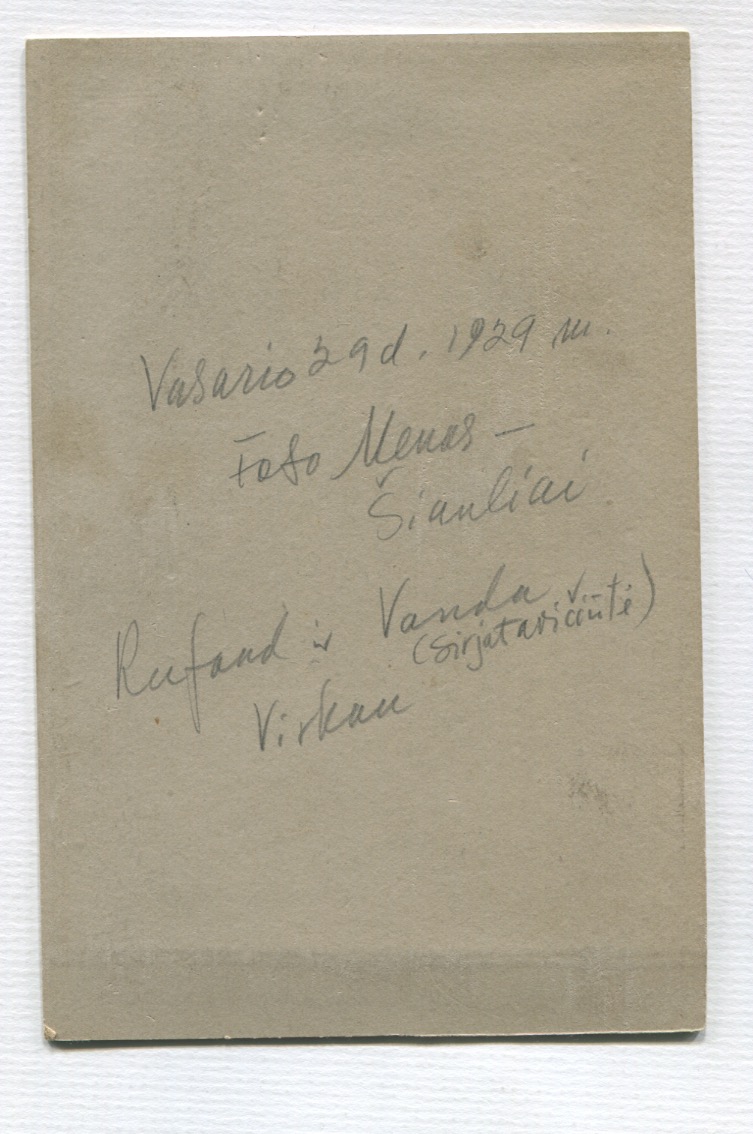 Vasario 29 d. 1929 m.
Foto Menas —
Šiauliai
Rufand ir Vanda
(Sirjatavičiūtė)
Virkau